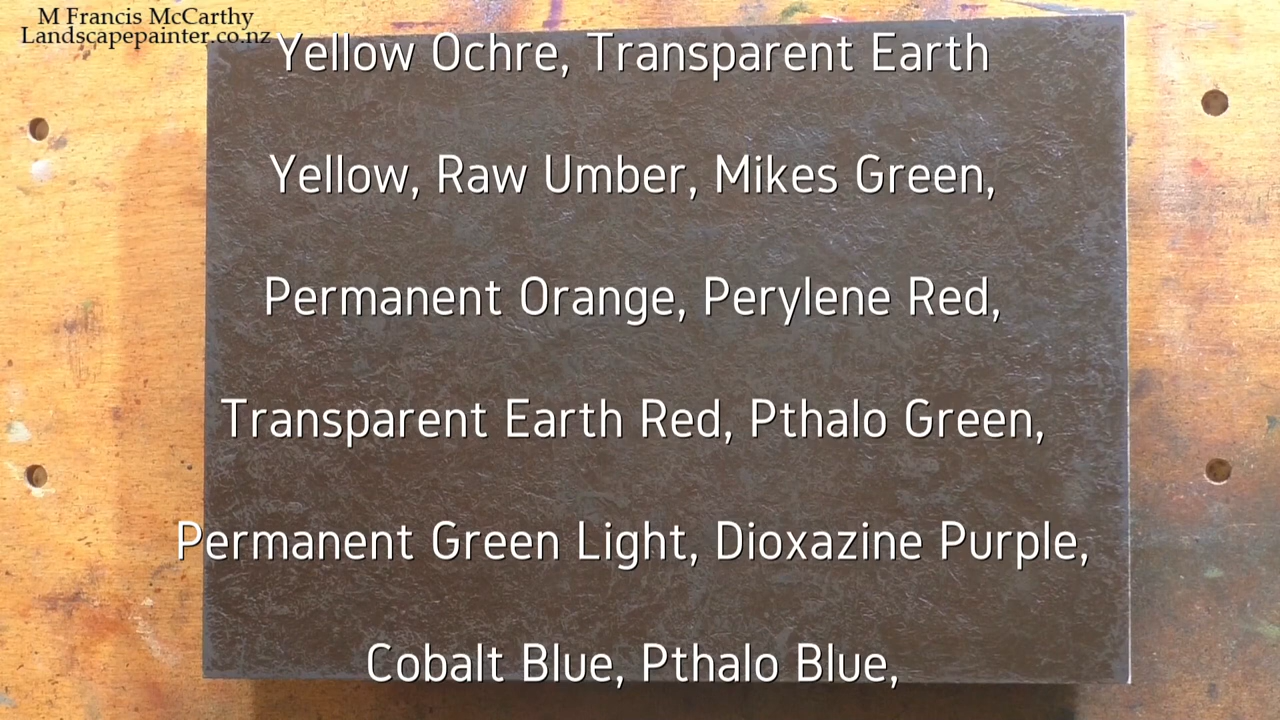 M Francis McCarthy
Landscapepainter.co.nz
Yellow Ochre, Transparent Earth
Yellow, Raw Umber, Mikes Green,
Permanent Orange, Perylene Red,
Transparent Earth Red, Pthalo Green,
Permanent Green Light, Dioxazine Purple,
Cobalt Blue, Pthalo Blue,